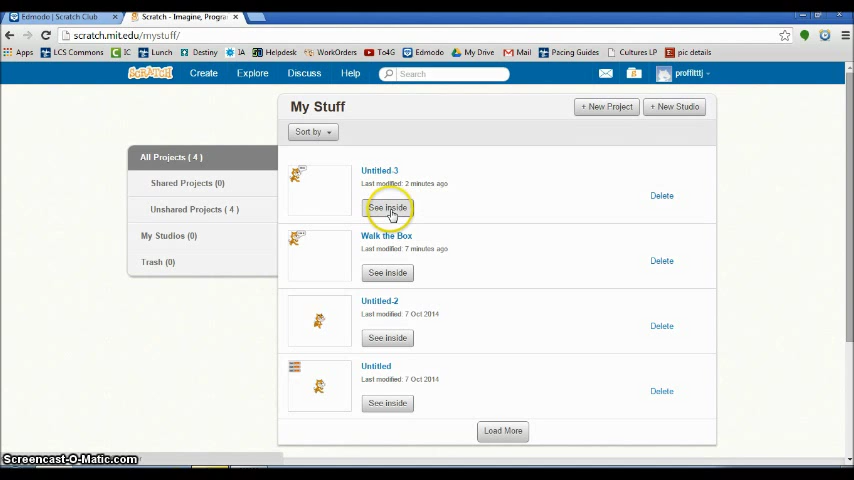 Edmodo | Scratch Club
Scratch - Imagine, Progra
scratch.mit.edu/mystuff/
Apps LCS Commons IC Lunch Destiny IA Helpdesk WorkOrders To4G Edmodo My Drive Mail Pacing Guides Cultures LP pic details
SCRATCH Create Explore Discuss Help Search proffitttj
My Stuff + New Project + New Studio
Sort by
All Projects ( 4 )
Shared Projects (0)
Unshared Projects ( 4 )
My Studios (0)
Trash (0)
Untitled-3
Last modified: 2 minutes ago
See inside
Delete
Walk the Box
Last modified: 7 minutes ago
See inside
Delete
Untitled-2
Last modified: 7 Oct 2014
See inside
Delete
Untitled
Last modified: 7 Oct 2014
See inside
Delete
Load More
Screencast-O-Matic.com